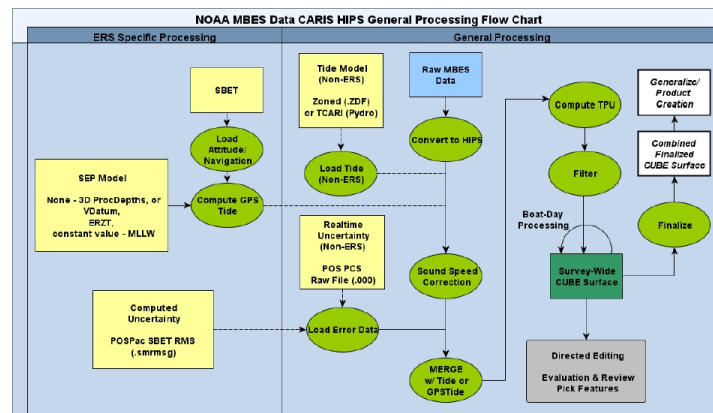 NOAA MBES Data CARIS HIPS General Processing Flow Chart
ERS Specific Processing
General Processing
SBET
Load
Attitude/
Navigation
SEP Model
None - 3D ProcDepths, or
VDatum,
ERZT,
constant value - MLLW
Compute GPS
Tide
Computed
Uncertainty
POSPac SBET RMS
(.smrmsg)
Tide Model
(Non-ERS)
Zoned (.ZDF)
or TCARI (Pydro)
Load Tide
(Non-ERS)
Realtime
Uncertainty
(Non-ERS)
POS PCS
Raw File (.000)
Load Error Data
Raw MBES
Data
Convert to HIPS
Sound Speed
Correction
MERGE
w/ Tide or
GPSTide
Compute TPU
Filter
Boat-Day
Processing
Survey-Wide
CUBE Surface
Directed Editing
Evaluation & Review
Pick Features
Generalize/
Product
Creation
Combined
Finalized
CUBE Surface
Finalize